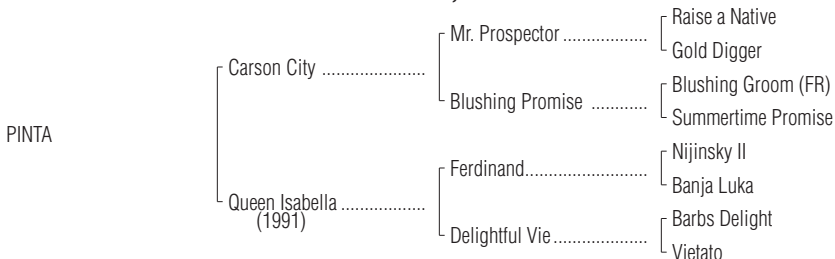 PINTA
Carson City ......................
Queen Isabella ..................
(1991)
Mr. Prospector ..................
Blushing Promise ............
Ferdinand..........................
Delightful Vie....................
Raise a Native
Gold Digger
Blushing Groom (FR)
Summertime Promise
Nijinsky II
Banja Luka
Barbs Delight
Vietato